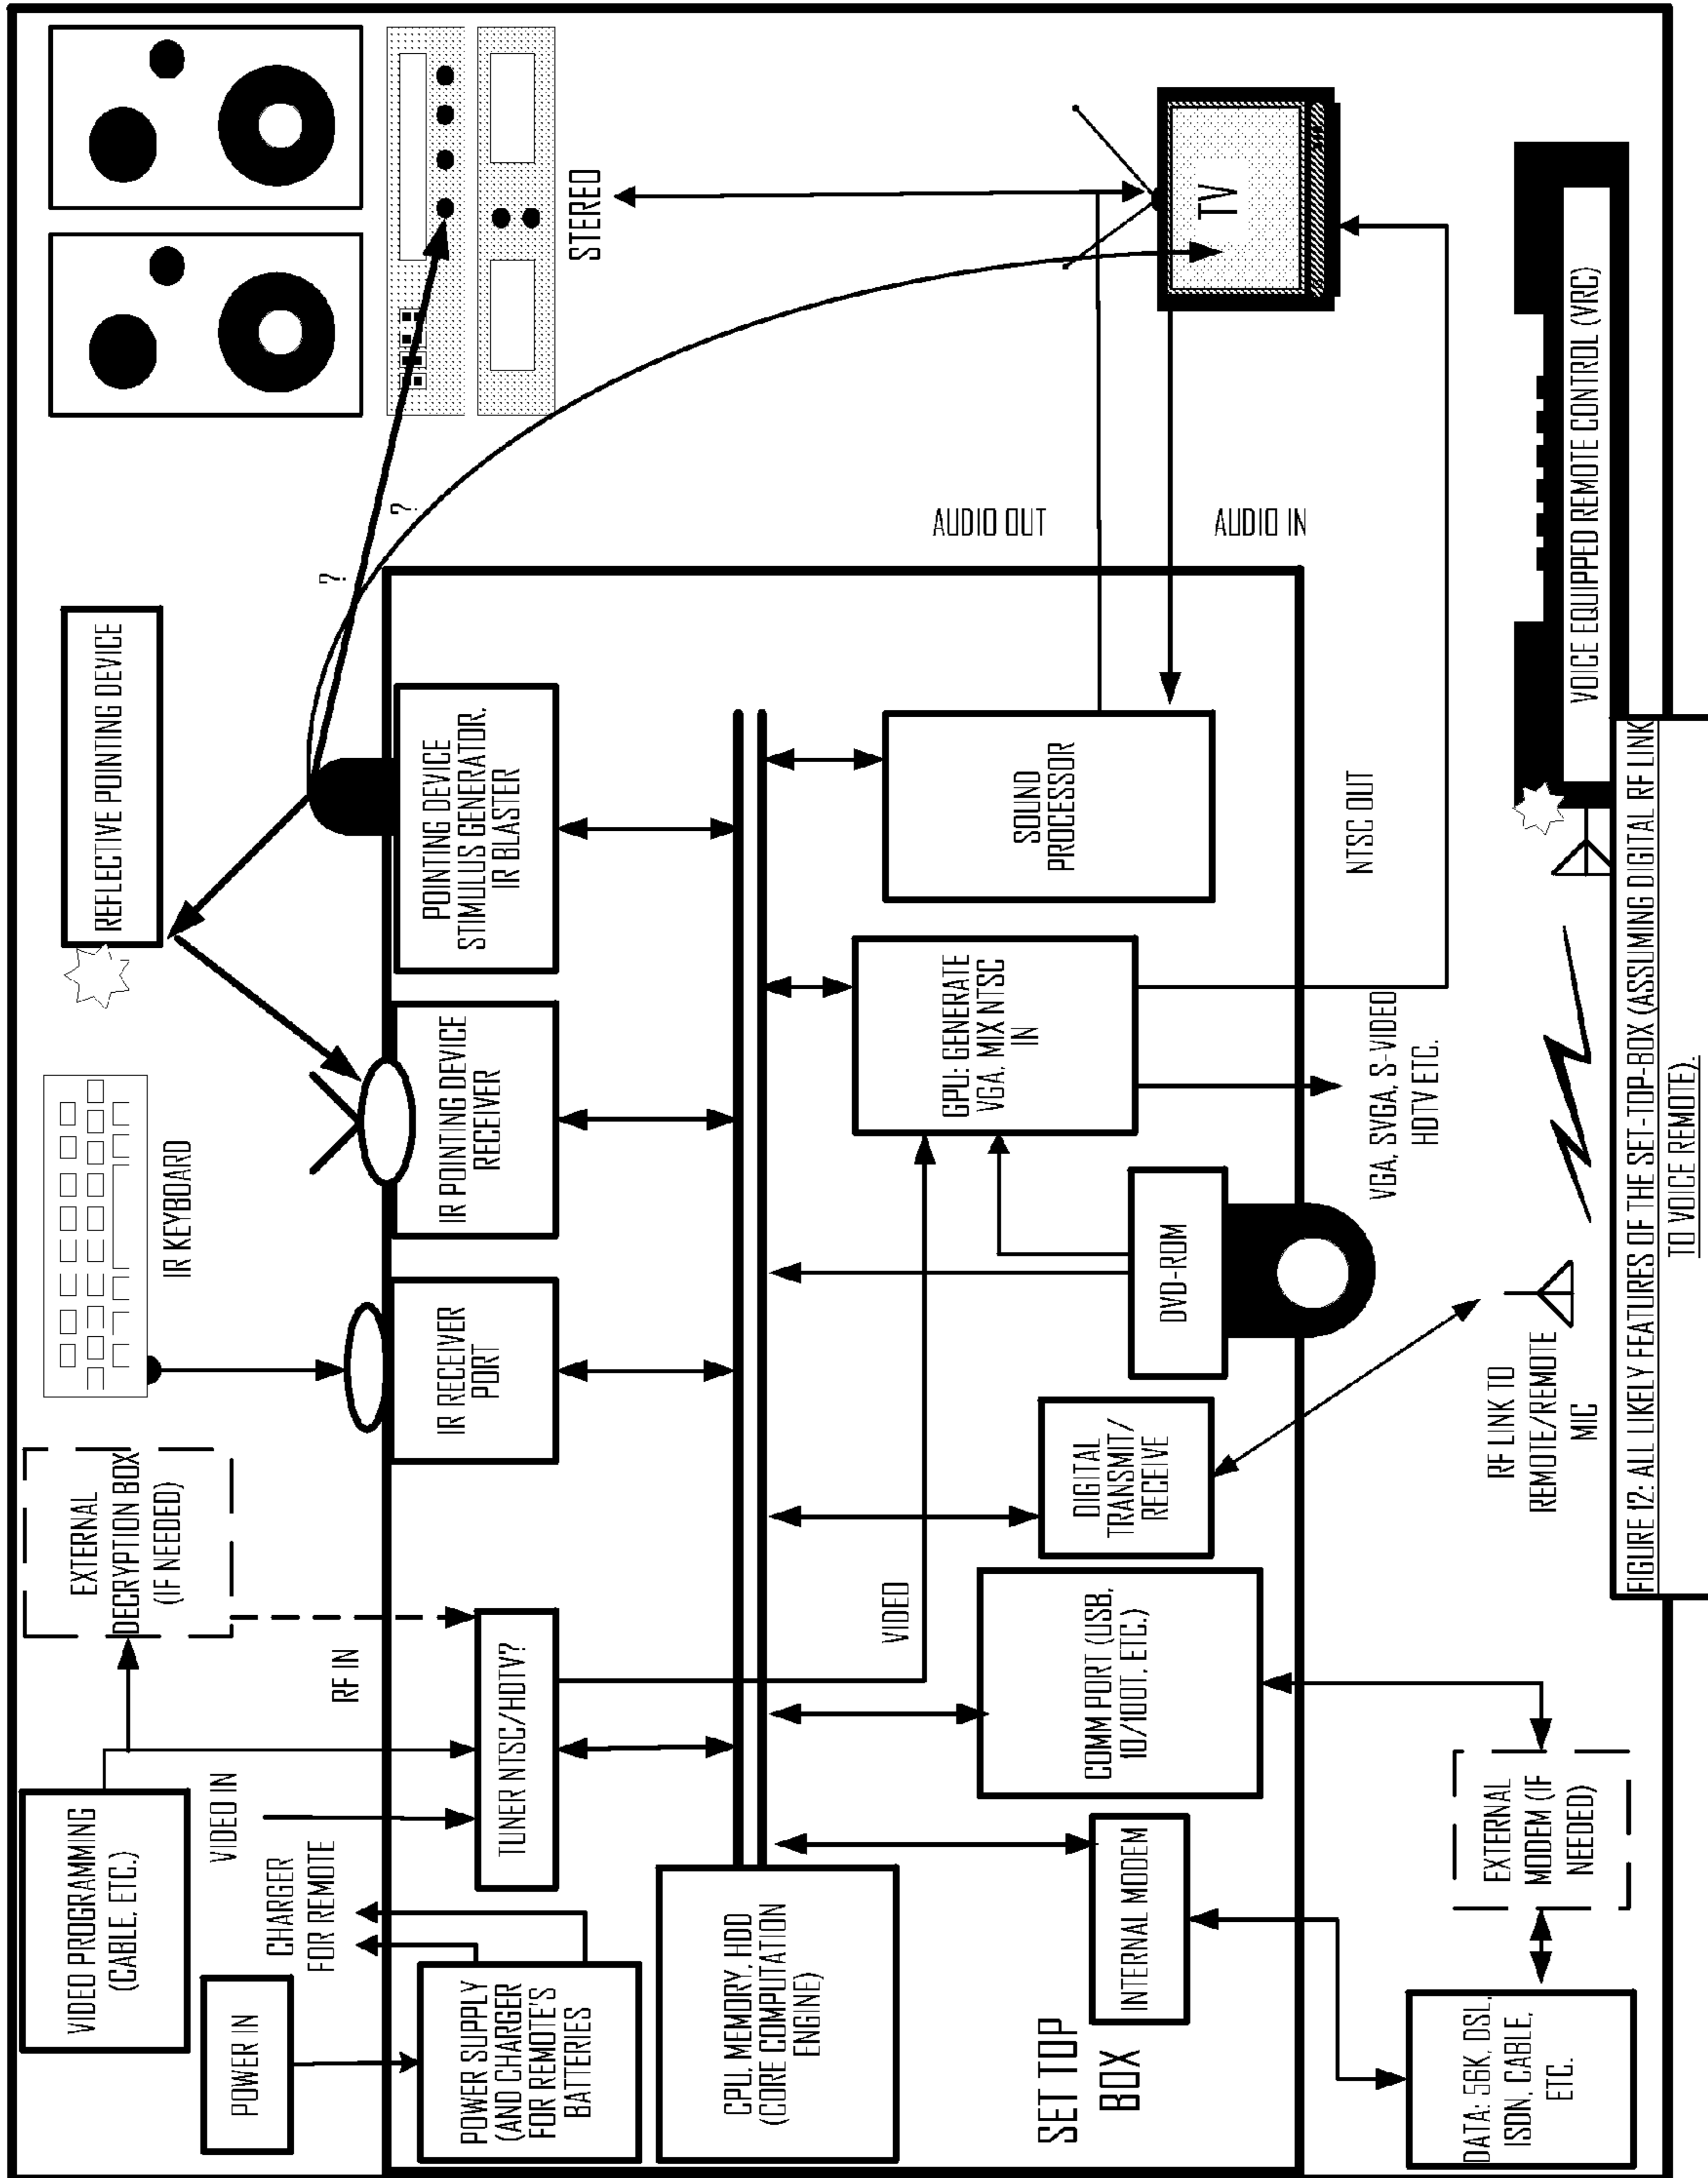 VIDEO PROGRAMMING
(CABLE, ETC.)
EXTERNAL
DECRYPTION BOX
(IF NEEDED)
IR KEYBOARD
REFLECTIVE POINTING DEVICE
POWER IN
VIDEO IN
CHARGER
FOR REMOTE
RF IN
?
?
POWER SUPPLY
(AND CHARGER
FOR REMOTE'S
BATTERIES
TUNER NTSC/HDTV?
IR RECEIVER
PORT
IR POINTING DEVICE
RECEIVER
POINTING DEVICE
STIMULUS GENERATOR,
IR BLASTER
STEREO
CPU, MEMORY, HDD
(CORE COMPUTATION
ENGINE)
VIDEO
GPU: GENERATE
VGA, MIX NTSC
IN
SOUND
PROCESSOR
AUDIO OUT
AUDIO IN
TV
SET TOP
BOX
INTERNAL MODEM
COMM PORT (USB,
10/100T, ETC.)
DIGITAL
TRANSMIT/
RECEIVE
DVD-ROM
VGA, SVGA, S-VIDEO
HDTV ETC.
NTSC OUT
DATA: 56K, DSL,
ISDN, CABLE,
ETC.
EXTERNAL
MODEM (IF
NEEDED)
RF LINK TO
REMOTE/REMOTE
MIC
VOICE EQUIPPED REMOTE CONTROL (VRC)
FIGURE 12: ALL LIKELY FEATURES OF THE SET-TOP-BOX (ASSUMING DIGITAL RF LINK
TO VOICE REMOTE).